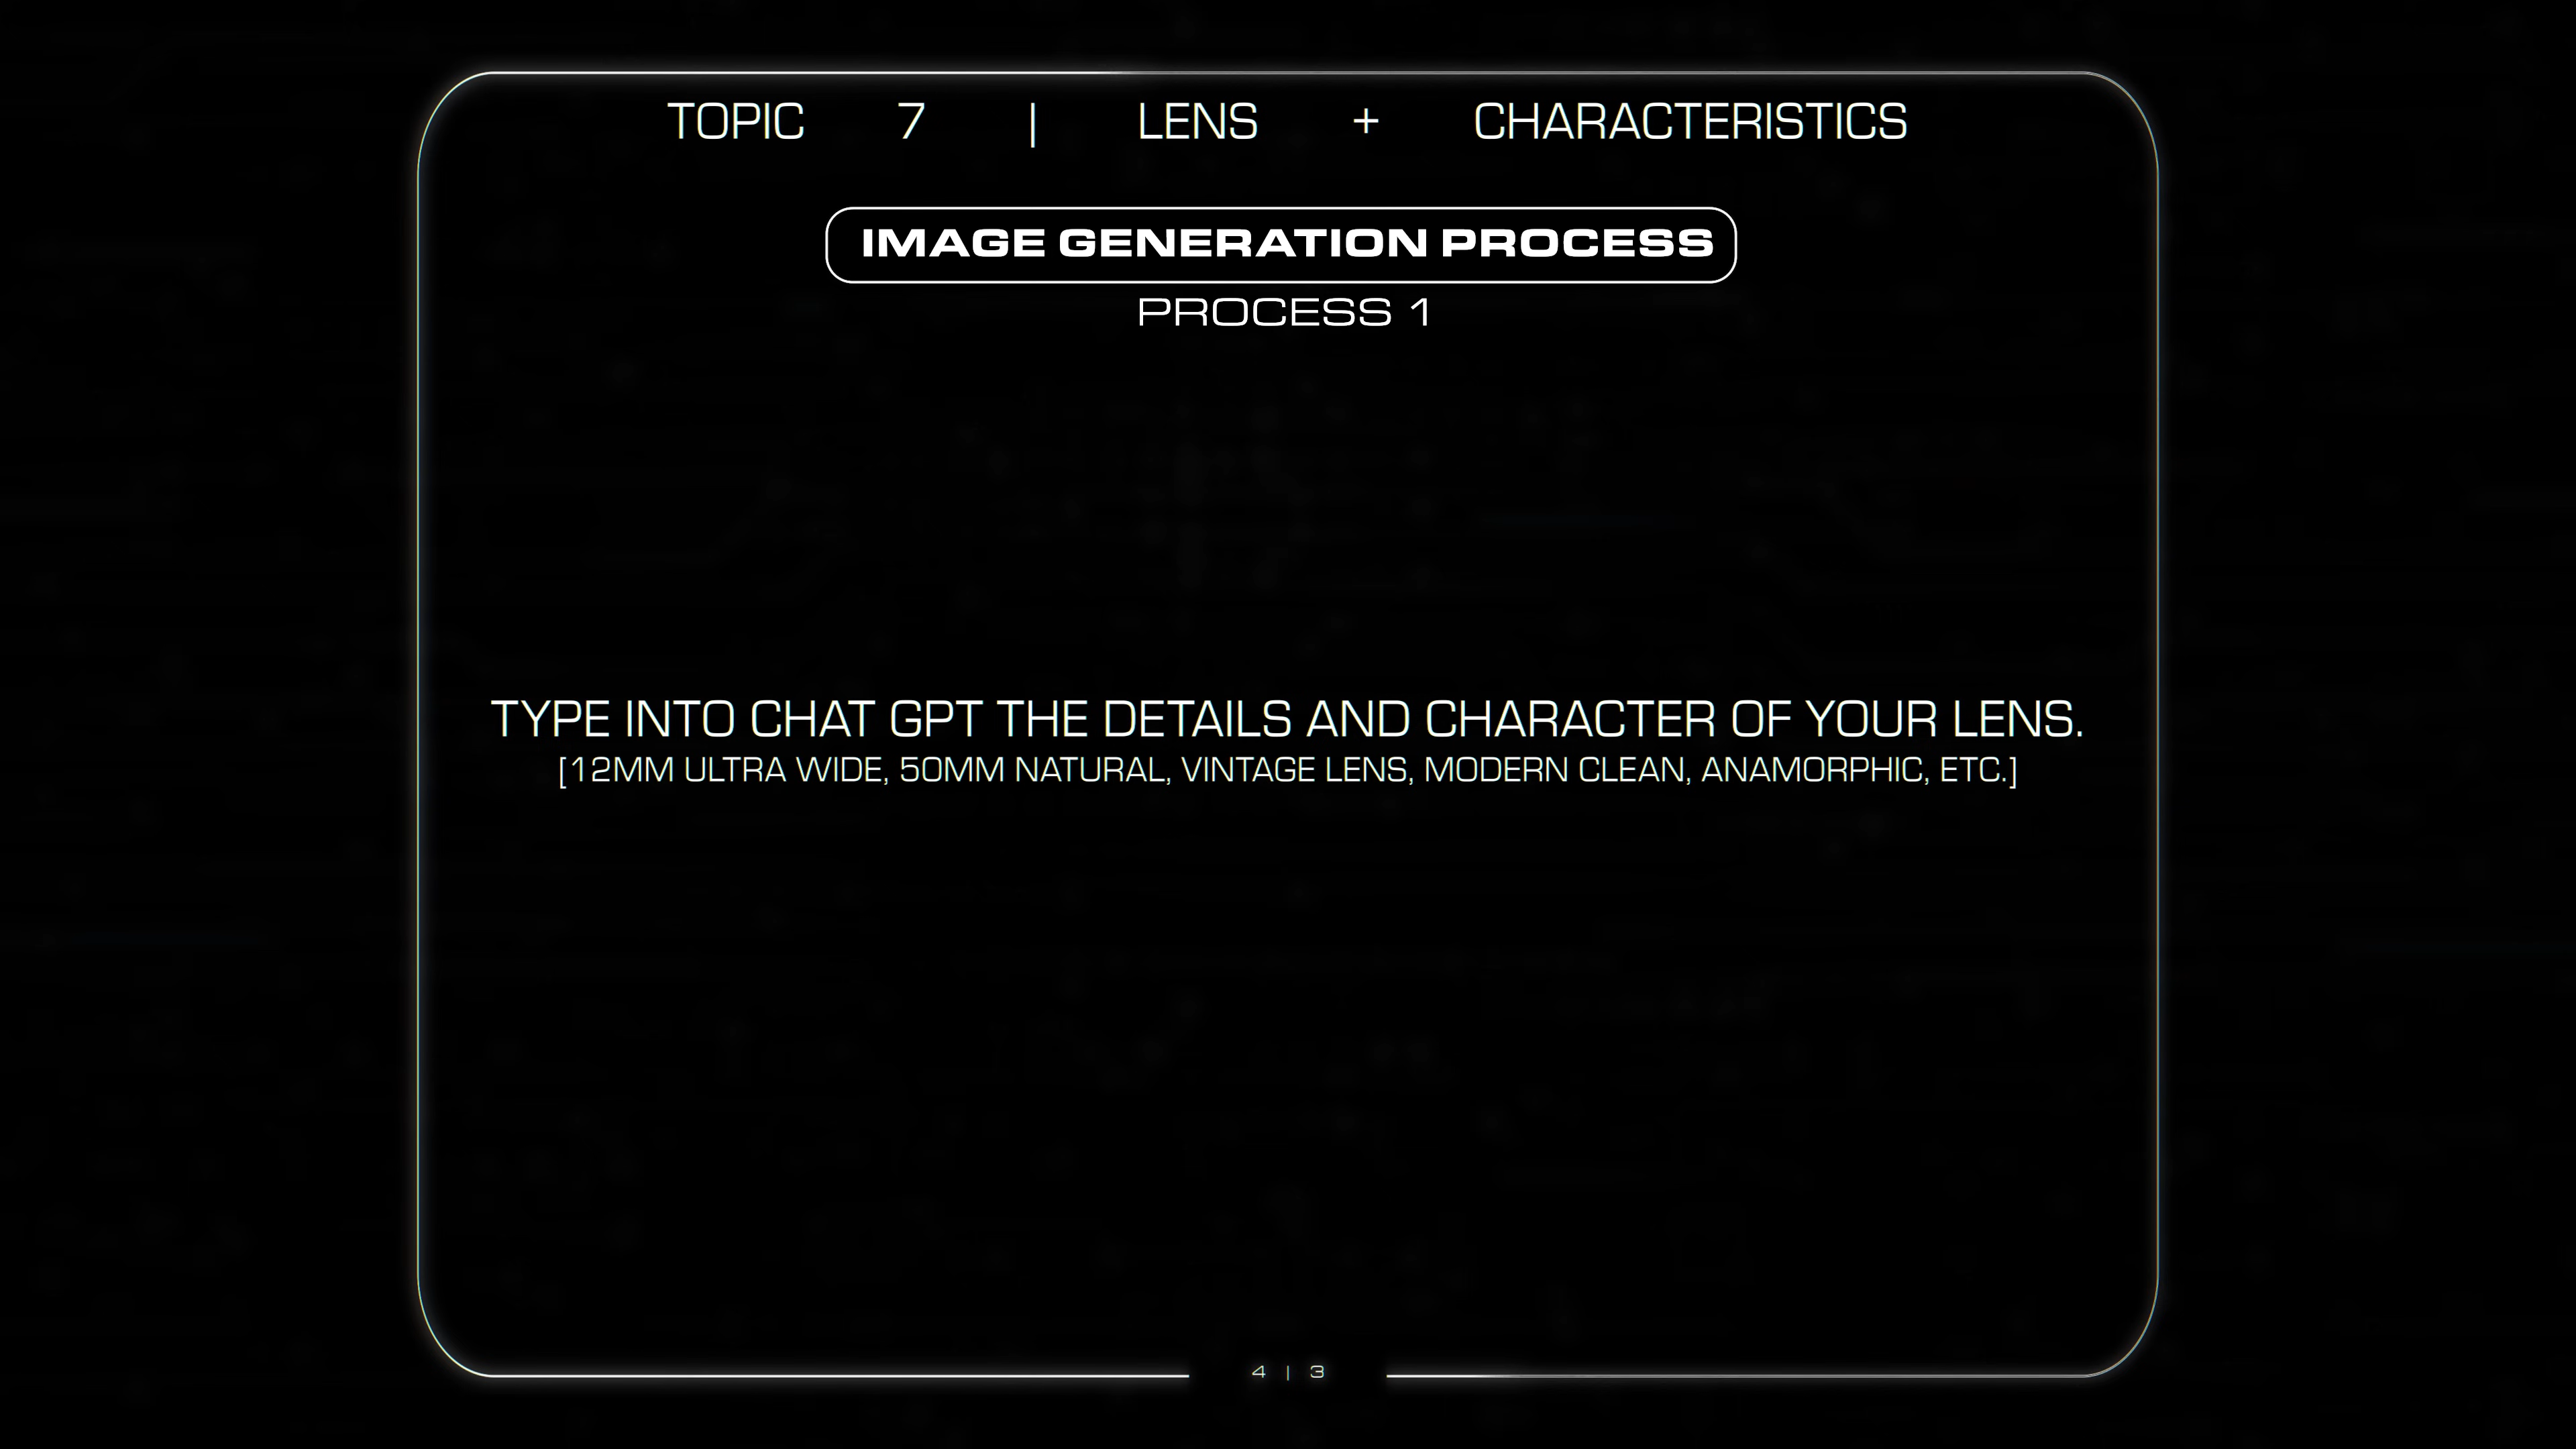 TOPIC 7 | LENS + CHARACTERISTICS
IMAGE GENERATION PROCESS
PROCESS 1
TYPE INTO CHAT GPT THE DETAILS AND CHARACTER OF YOUR LENS.
[12MM ULTRA WIDE, 50MM NATURAL, VINTAGE LENS, MODERN CLEAN, ANAMORPHIC, ETC.]
4 | 3